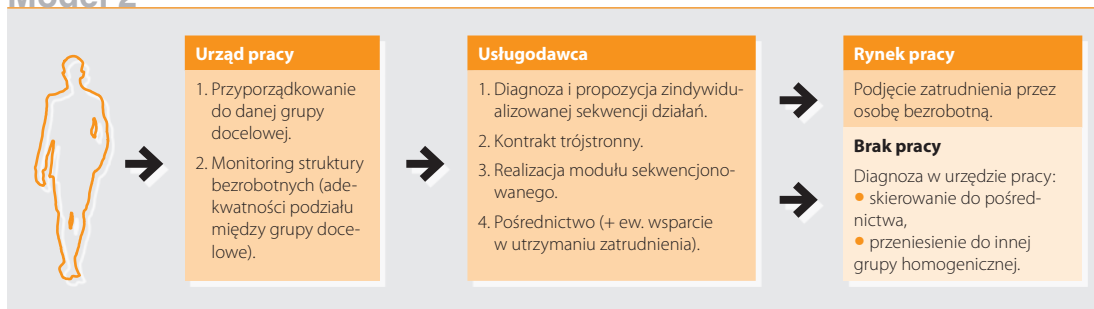 Model 2
Urząd pracy
1. Przyporządkowanie
do danej grupy
docelowej.
2. Monitoring struktury
bezrobotnych (ade-
kwatności podziału
między grupy doce-
lowe).
Usługodawca
1. Diagnoza i propozycja zindywidu-
alizowanej sekwencji działań.
2. Kontrakt trójstronny.
3. Realizacja modułu sekwencjono-
wanego.
4. Pośrednictwo (+ ew. wsparcie
w utrzymaniu zatrudnienia).
Rynek pracy
Podjęcie zatrudnienia przez
osobę bezrobotną.
Brak pracy
Diagnoza w urzędzie pracy:
• skierowanie do pośred-
nictwa,
• przeniesienie do innej
grupy homogenicznej.